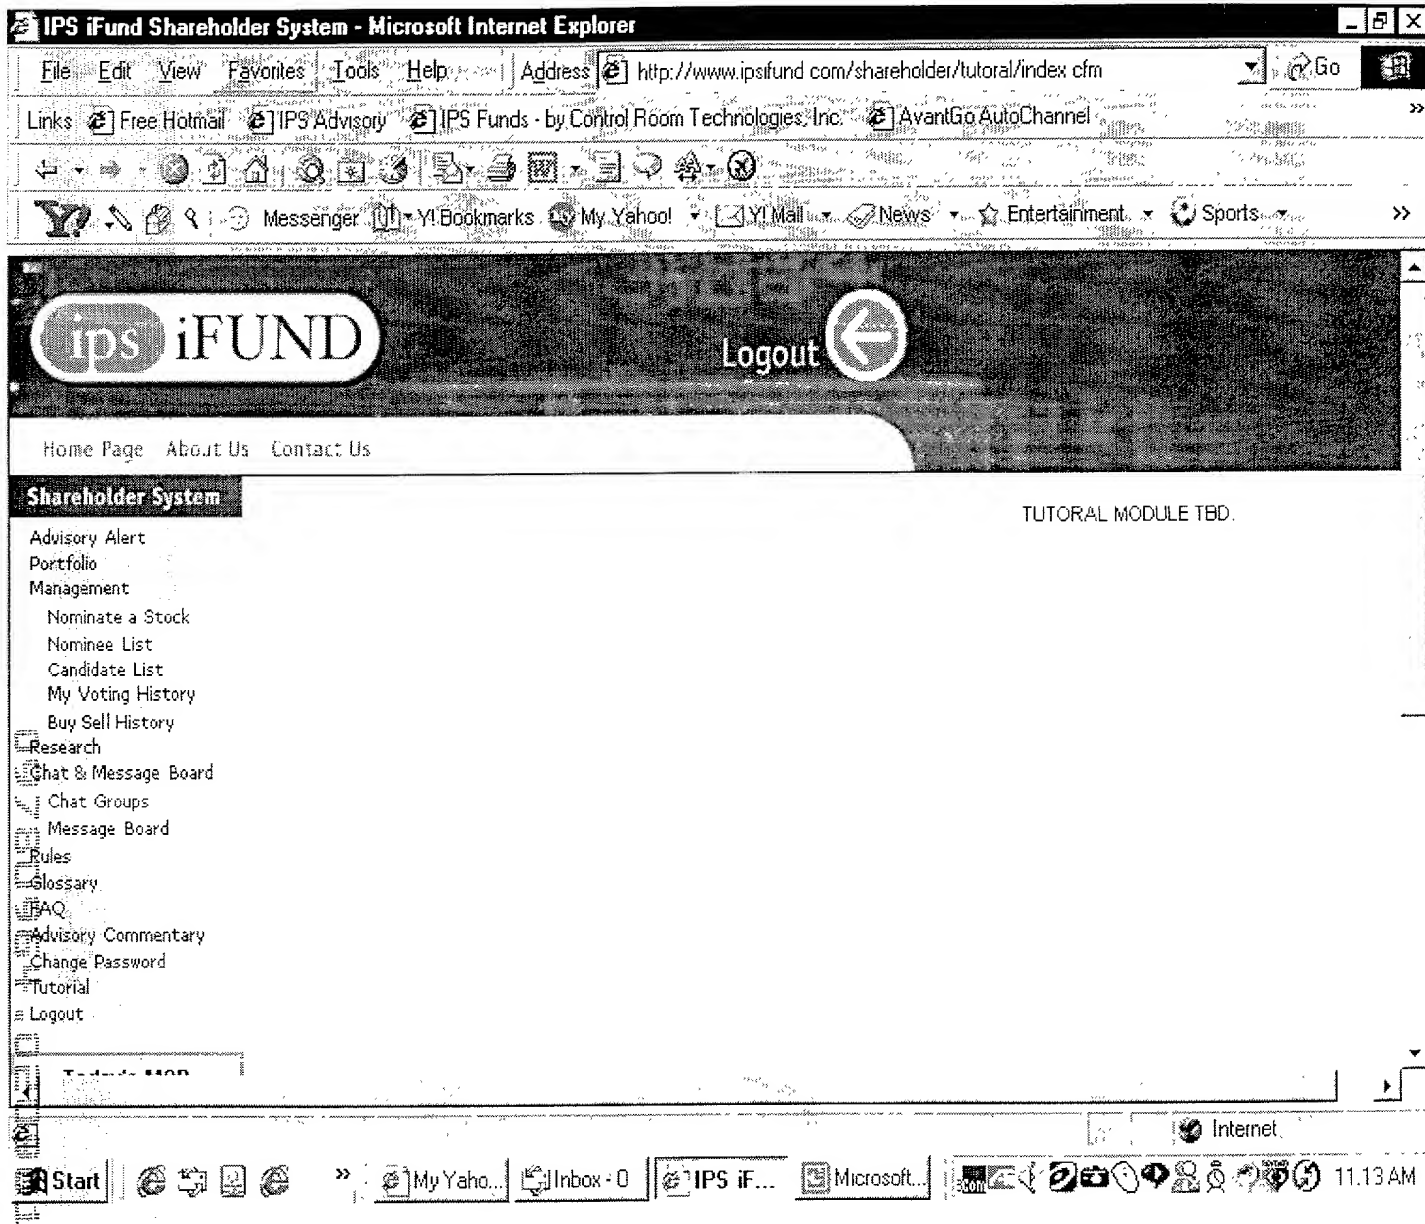 IPS iFund Shareholder System - Microsoft Internet Explorer
File Edit View Favorites Tools Help Address http://www.ipsifund com/shareholder/tutoral/index cfm Go
Links Free Hotmail IPS Advisory IPS Funds - by Control Room Technologies, Inc. AvantGo AutoChannel »
Y! Messenger Y! Bookmarks My Yahoo! Y! Mail News Entertainment Sports »
ips iFUND
Logout
Home Page About Us Contact Us
Shareholder System
TUTORAL MODULE TBD.
Advisory Alert
Portfolio
Management
Nominate a Stock
Nominee List
Candidate List
My Voting History
Buy Sell History
Research
Chat & Message Board
Chat Groups
Message Board
Rules
Glossary
FAQ
Advisory Commentary
Change Password
Tutorial
Logout
Internet
Start » My Yaho... Inbox - O IPS iF... Microsoft... 11.13 AM